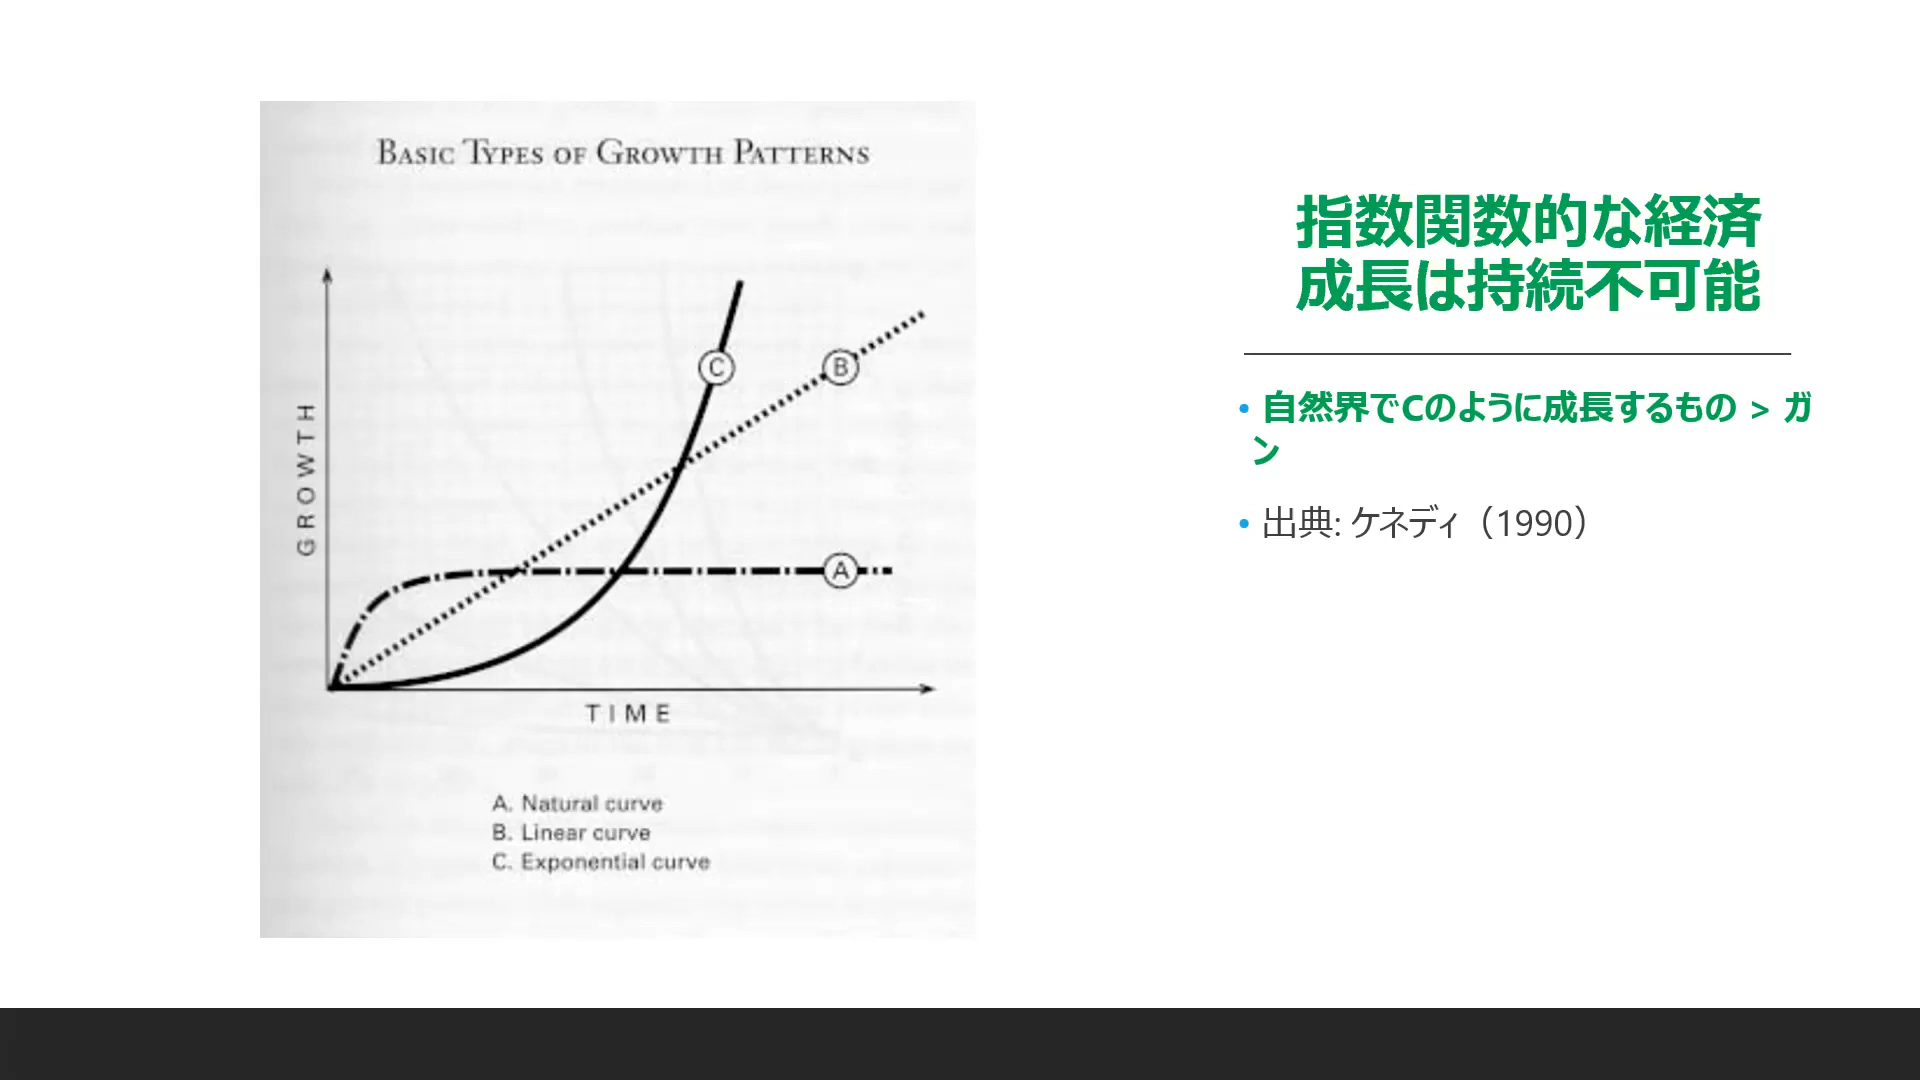 BASIC TYPES OF GROWTH PATTERNS
GROWTH
C
B
A
TIME
A. Natural curve
B. Linear curve
C. Exponential curve
指数関数的な経済
成長は持続不可能
• 自然界でCのように成長するもの > ガ
ン
• 出典: ケネディ（1990）